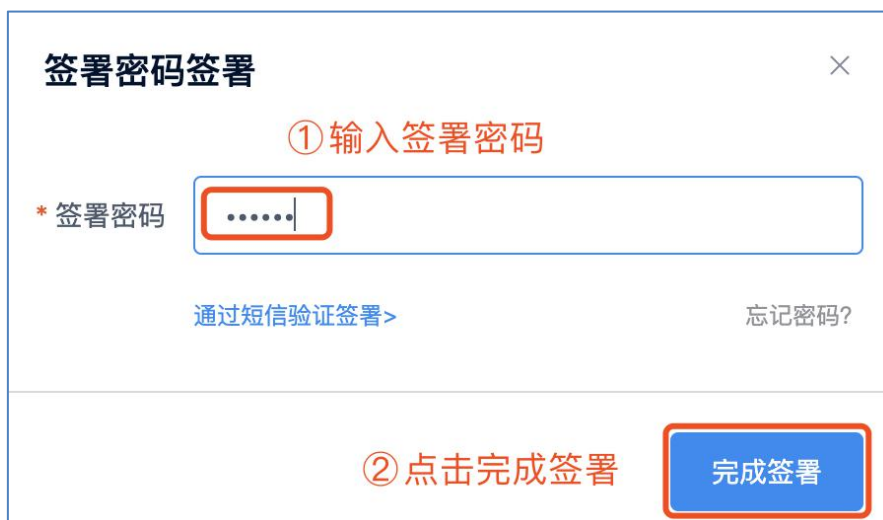 签署密码签署
①输入签署密码
* 签署密码 ••••••
通过短信验证签署> 忘记密码?
②点击完成签署 完成签署